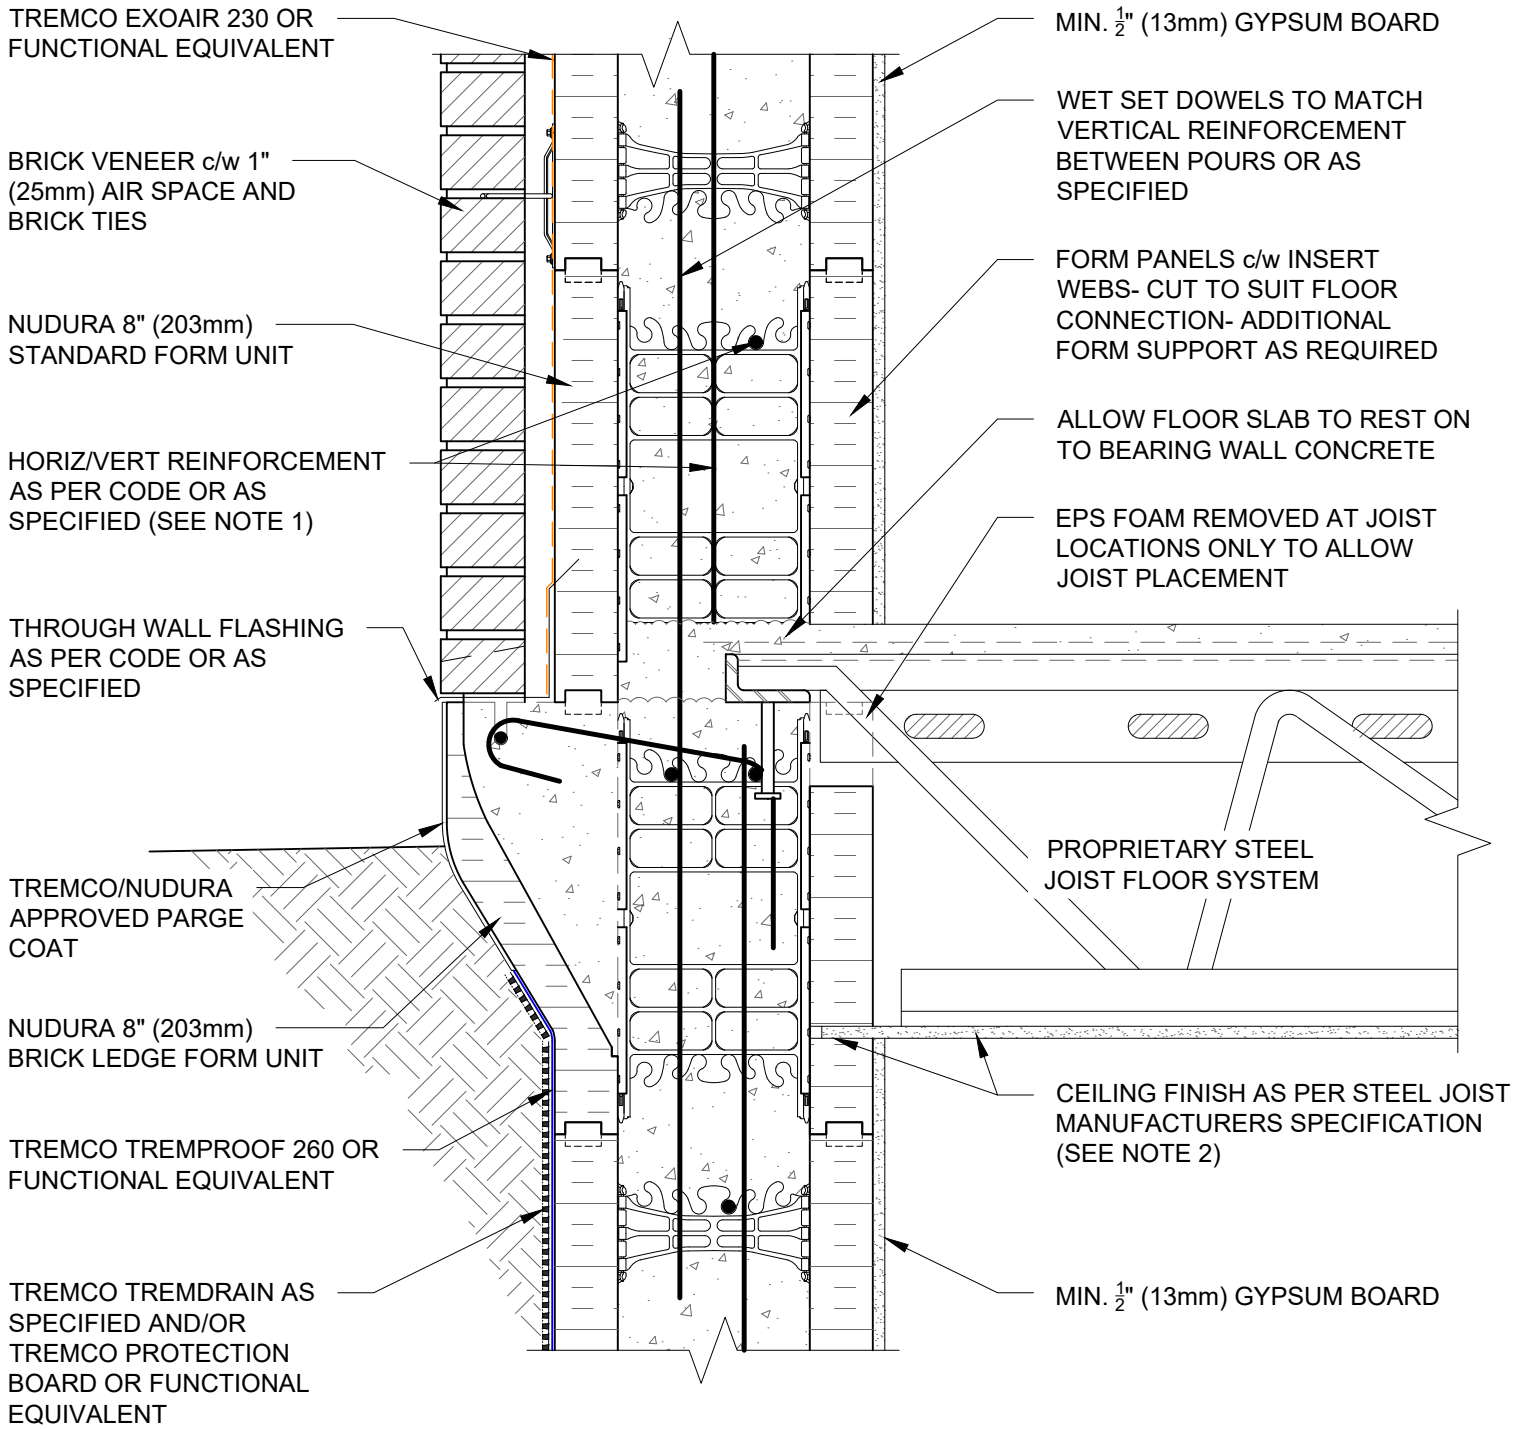 TREMCO EXOAIR 230 OR
FUNCTIONAL EQUIVALENT
BRICK VENEER c/w 1"
(25mm) AIR SPACE AND
BRICK TIES
NUDURA 8" (203mm)
STANDARD FORM UNIT
HORIZ/VERT REINFORCEMENT
AS PER CODE OR AS
SPECIFIED (SEE NOTE 1)
THROUGH WALL FLASHING
AS PER CODE OR AS
SPECIFIED
TREMCO/NUDURA
APPROVED PARGE
COAT
NUDURA 8" (203mm)
BRICK LEDGE FORM UNIT
TREMCO TREMPROOF 260 OR
FUNCTIONAL EQUIVALENT
TREMCO TREMDRAIN AS
SPECIFIED AND/OR
TREMCO PROTECTION
BOARD OR FUNCTIONAL
EQUIVALENT
MIN. 1/2" (13mm) GYPSUM BOARD
WET SET DOWELS TO MATCH
VERTICAL REINFORCEMENT
BETWEEN POURS OR AS
SPECIFIED
FORM PANELS c/w INSERT
WEBS- CUT TO SUIT FLOOR
CONNECTION- ADDITIONAL
FORM SUPPORT AS REQUIRED
ALLOW FLOOR SLAB TO REST ON
TO BEARING WALL CONCRETE
EPS FOAM REMOVED AT JOIST
LOCATIONS ONLY TO ALLOW
JOIST PLACEMENT
PROPRIETARY STEEL
JOIST FLOOR SYSTEM
CEILING FINISH AS PER STEEL JOIST
MANUFACTURERS SPECIFICATION
(SEE NOTE 2)
MIN. 1/2" (13mm) GYPSUM BOARD